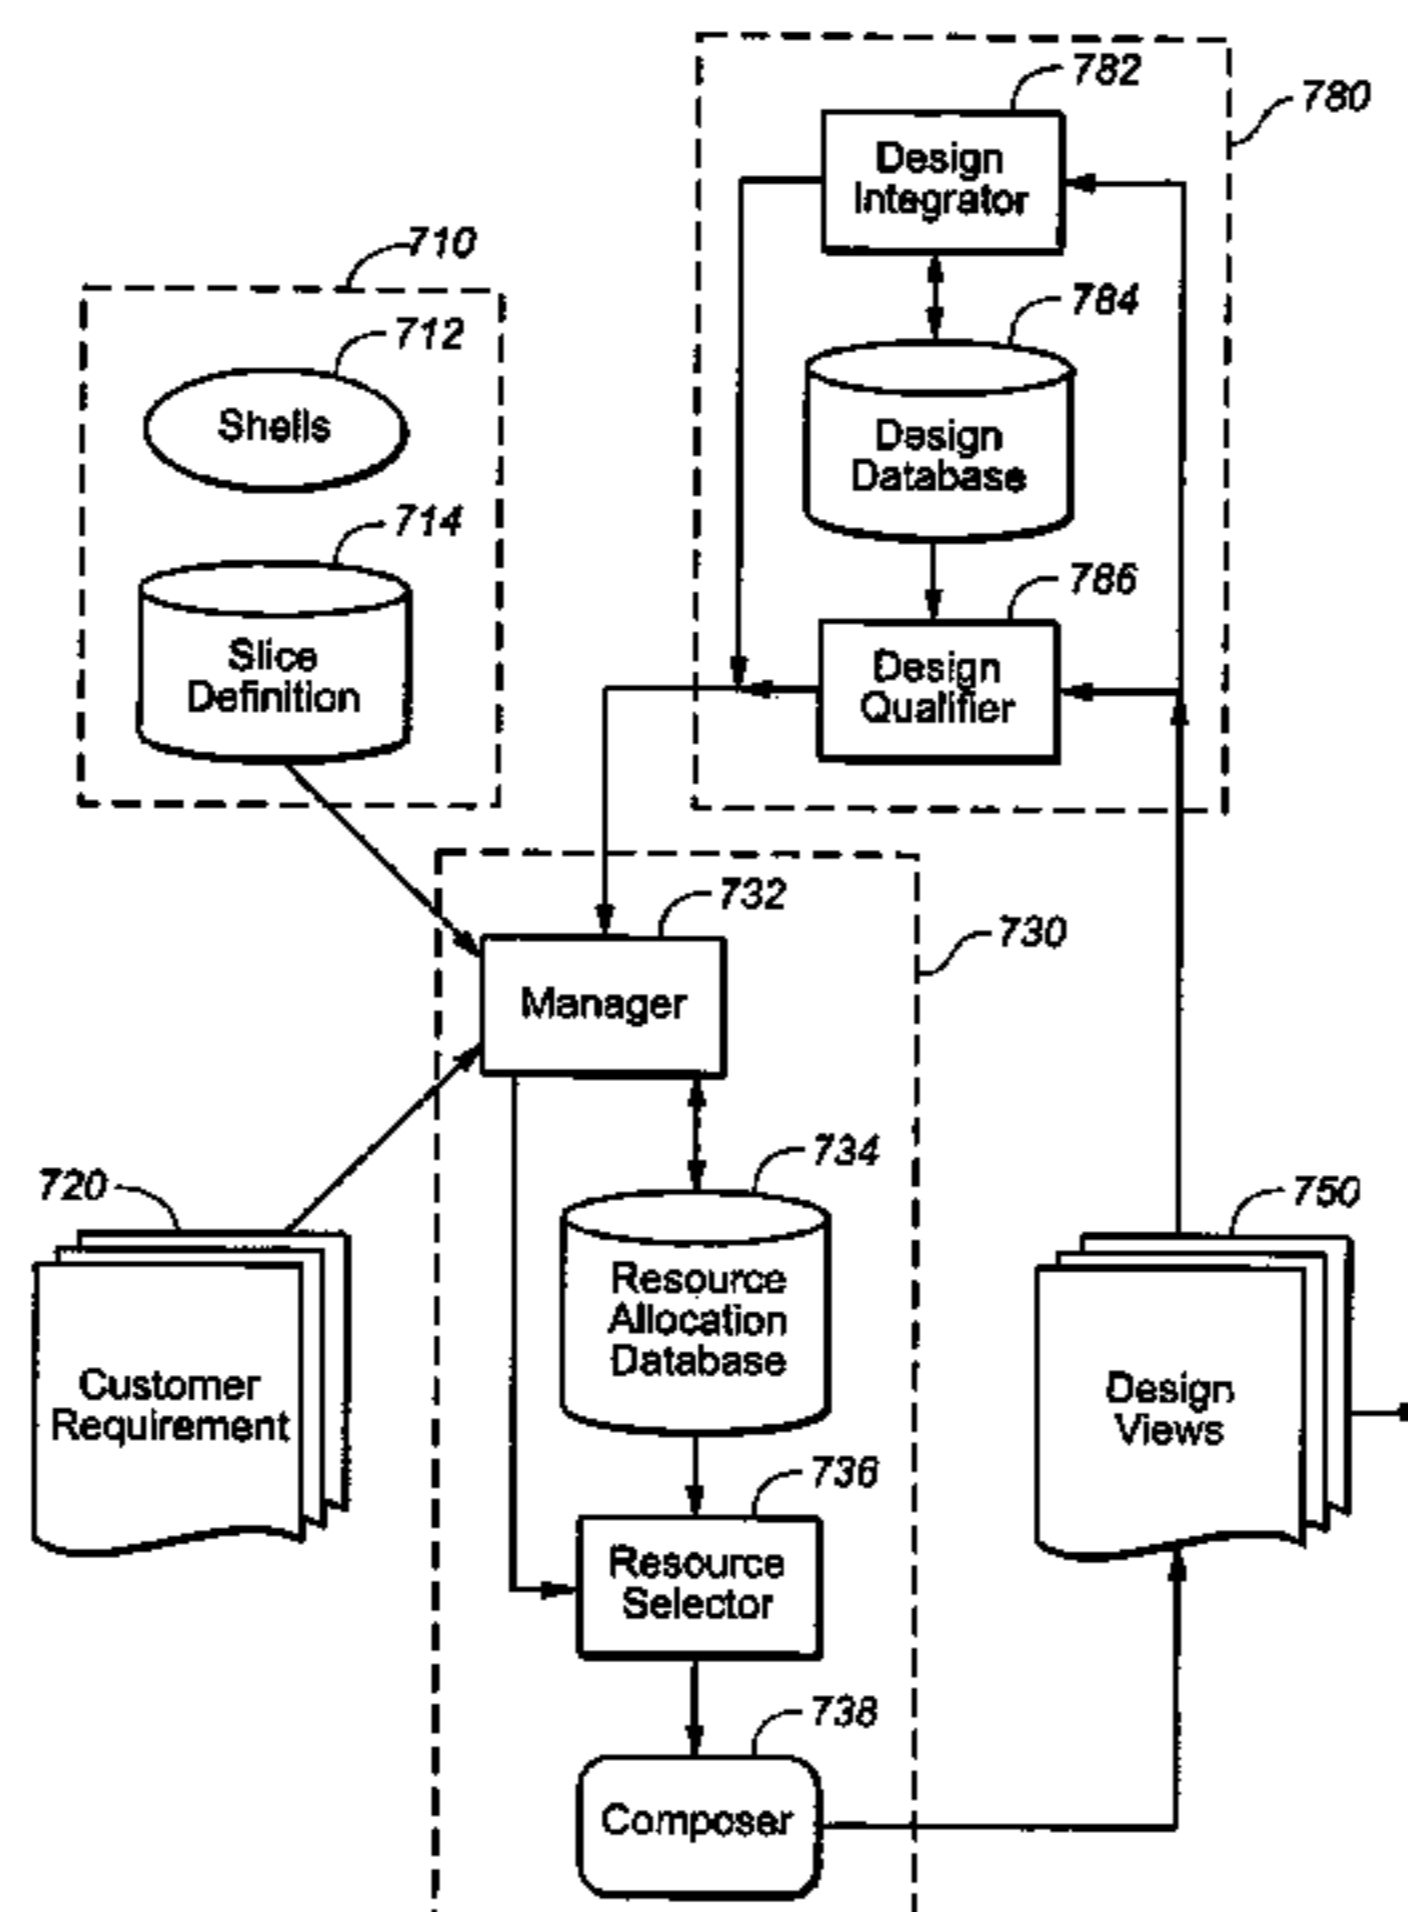 782
780
Design
Integrator
710
784
712
Shells
Design
Database
714
786
Slice
Definition
Design
Qualifier
732
730
Manager
734
720
750
Resource
Allocation
Database
Customer
Requirement
Design
Views
736
Resource
Selector
738
Composer